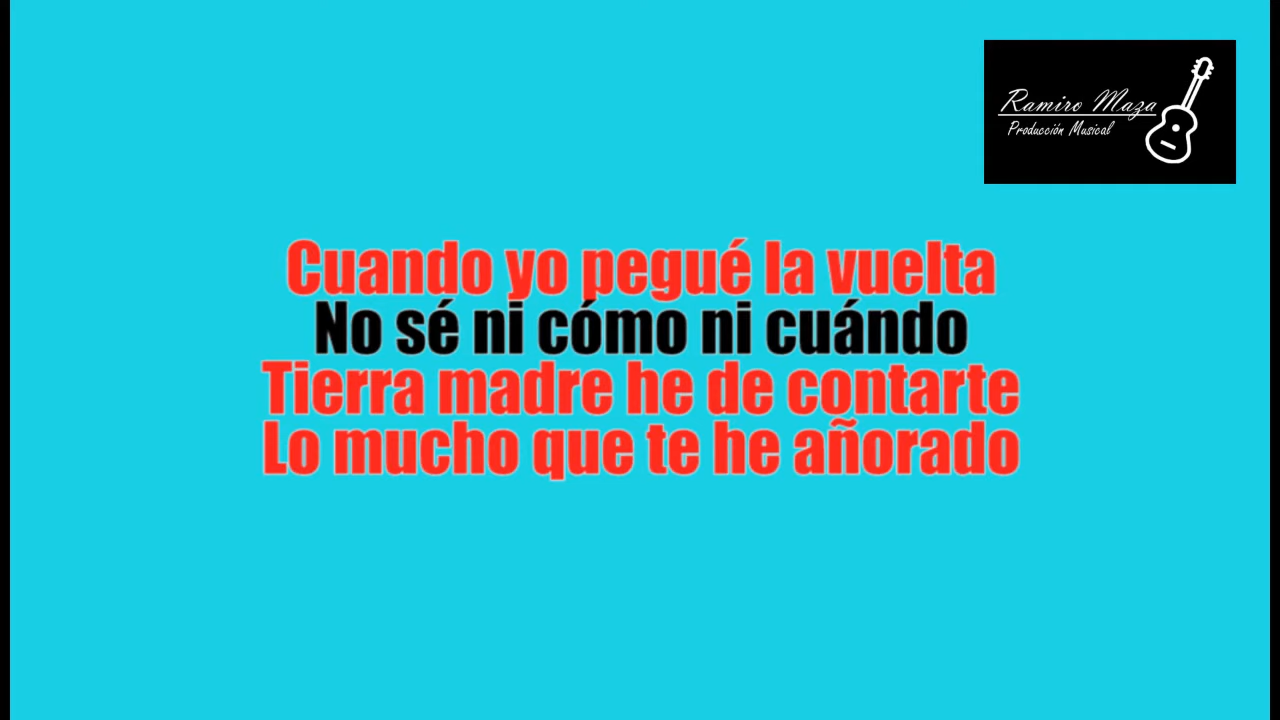 Ramiro Maza
Producción Musical
Cuando yo pegué la vuelta
No sé ni cómo ni cuándo
Tierra madre he de contarte
Lo mucho que te he añorado